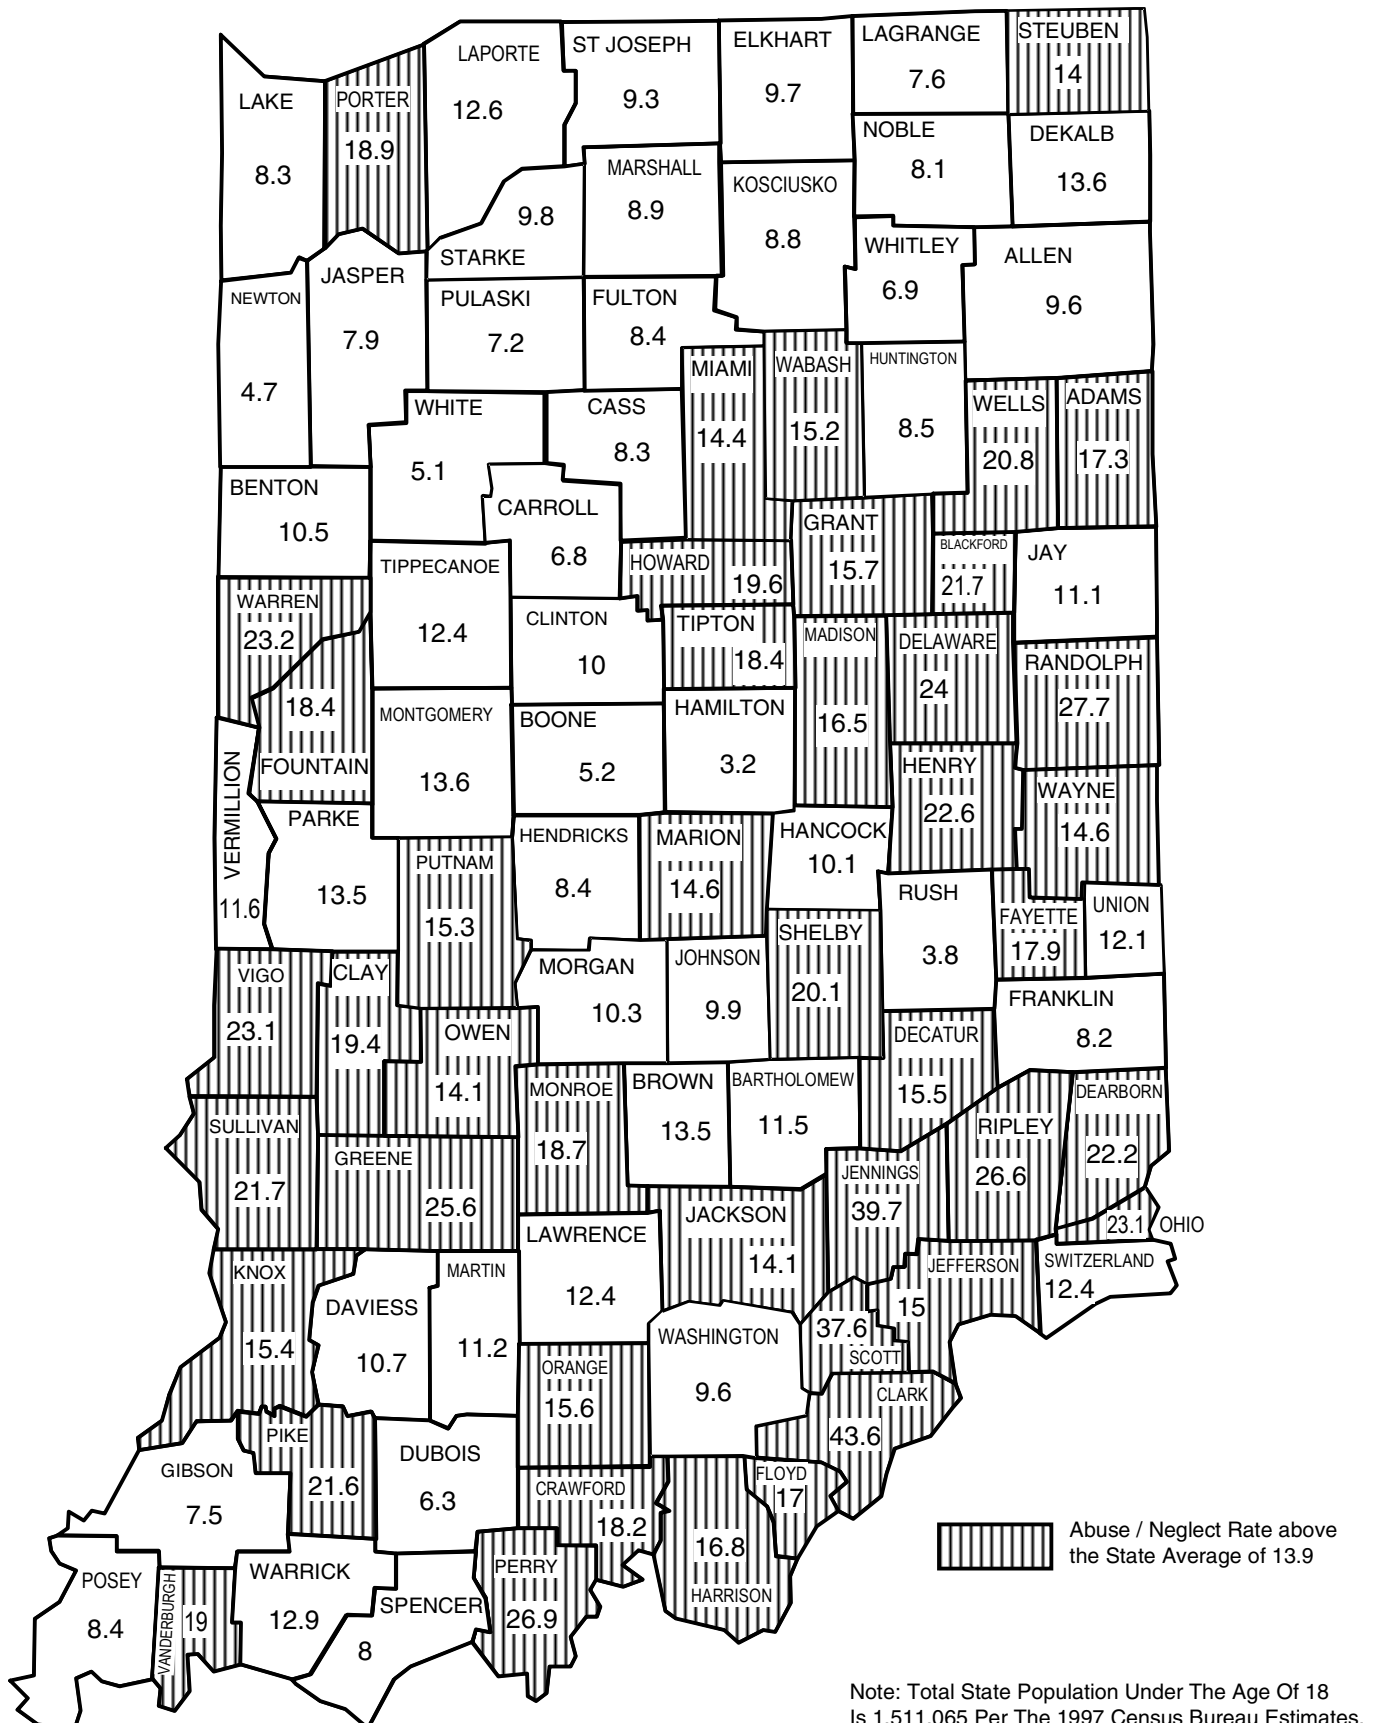 STEUBEN
14
LAGRANGE
7.6
ELKHART
9.7
ST JOSEPH
9.3
LAPORTE
12.6
PORTER
18.9
LAKE
8.3
NOBLE
8.1
DEKALB
13.6
MARSHALL
8.9
KOSCIUSKO
8.8
9.8
STARKE
WHITLEY
6.9
ALLEN
9.6
JASPER
7.9
NEWTON
4.7
PULASKI
7.2
FULTON
8.4
MIAMI
14.4
WABASH
15.2
HUNTINGTON
8.5
WELLS
20.8
ADAMS
17.3
WHITE
5.1
CASS
8.3
BENTON
10.5
CARROLL
6.8
TIPPECANOE
12.4
HOWARD
19.6
GRANT
15.7
BLACKFORD
21.7
JAY
11.1
WARREN
23.2
18.4
FOUNTAIN
CLINTON
10
TIPTON
18.4
MADISON
16.5
DELAWARE
24
RANDOLPH
27.7
MONTGOMERY
13.6
BOONE
5.2
HAMILTON
3.2
HENRY
22.6
WAYNE
14.6
VERMILLION
11.6
PARKE
13.5
PUTNAM
15.3
HENDRICKS
8.4
MARION
14.6
HANCOCK
10.1
RUSH
3.8
FAYETTE
17.9
UNION
12.1
SHELBY
20.1
MORGAN
10.3
JOHNSON
9.9
FRANKLIN
8.2
VIGO
23.1
CLAY
19.4
OWEN
14.1
DECATUR
15.5
MONROE
18.7
BROWN
13.5
BARTHOLOMEW
11.5
DEARBORN
22.2
RIPLEY
26.6
SULLIVAN
21.7
GREENE
25.6
JENNINGS
39.7
JACKSON
14.1
23.1 OHIO
LAWRENCE
12.4
SWITZERLAND
12.4
JEFFERSON
15
KNOX
15.4
DAVIESS
10.7
MARTIN
11.2
37.6
SCOTT
WASHINGTON
9.6
ORANGE
15.6
CLARK
43.6
PIKE
21.6
DUBOIS
6.3
GIBSON
7.5
FLOYD
17
CRAWFORD
18.2
16.8
HARRISON
PERRY
26.9
WARRICK
12.9
SPENCER
8
POSEY
8.4
VANDERBURGH
19
Abuse / Neglect Rate above
the State Average of 13.9
Note: Total State Population Under The Age Of 18
Is 1,511,065 Per The 1997 Census Bureau Estimates.